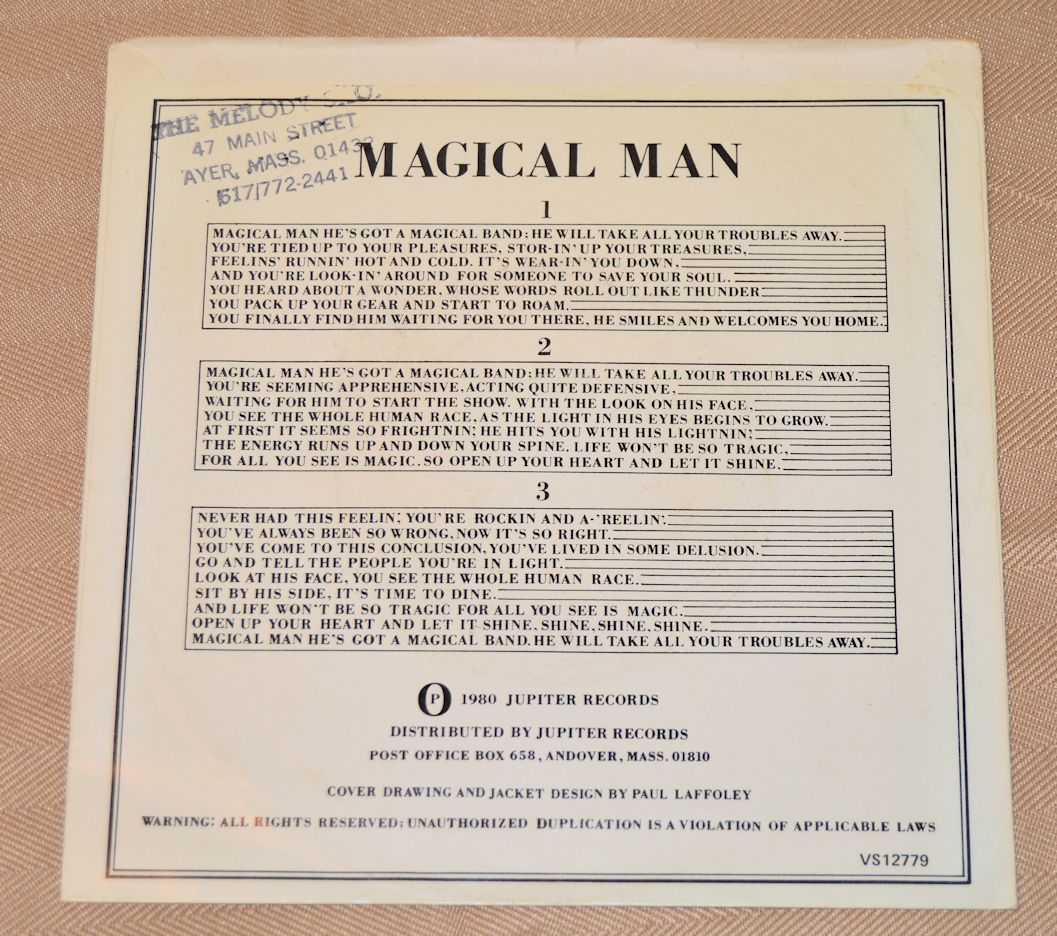 THE MELODY
47 MAIN STREET
AYER, MASS. 01432
617/772-2441
MAGICAL MAN
1
MAGICAL MAN HE'S GOT A MAGICAL BAND; HE WILL TAKE ALL YOUR TROUBLES AWAY.
YOU'RE TIED UP TO YOUR PLEASURES, STOR-IN' UP YOUR TREASURES,
FEELINS' RUNNIN' HOT AND COLD. IT'S WEAR-IN' YOU DOWN,
AND YOU'RE LOOK-IN' AROUND FOR SOMEONE TO SAVE YOUR SOUL.
YOU HEARD ABOUT A WONDER, WHOSE WORDS ROLL OUT LIKE THUNDER
YOU PACK UP YOUR GEAR AND START TO ROAM.
YOU FINALLY FIND HIM WAITING FOR YOU THERE, HE SMILES AND WELCOMES YOU HOME.
2
MAGICAL MAN HE'S GOT A MAGICAL BAND; HE WILL TAKE ALL YOUR TROUBLES AWAY.
YOU'RE SEEMING APPREHENSIVE, ACTING QUITE DEFENSIVE,
WAITING FOR HIM TO START THE SHOW. WITH THE LOOK ON HIS FACE,
YOU SEE THE WHOLE HUMAN RACE, AS THE LIGHT IN HIS EYES BEGINS TO GROW.
AT FIRST IT SEEMS SO FRIGHTNIN'; HE HITS YOU WITH HIS LIGHTNIN';
THE ENERGY RUNS UP AND DOWN YOUR SPINE. LIFE WON'T BE SO TRAGIC,
FOR ALL YOU SEE IS MAGIC. SO OPEN UP YOUR HEART AND LET IT SHINE.
3
NEVER HAD THIS FEELIN'; YOU'RE ROCKIN AND A-'REELIN'.
YOU'VE ALWAYS BEEN SO WRONG, NOW IT'S SO RIGHT.
YOU'VE COME TO THIS CONCLUSION, YOU'VE LIVED IN SOME DELUSION.
GO AND TELL THE PEOPLE YOU'RE IN LIGHT.
LOOK AT HIS FACE, YOU SEE THE WHOLE HUMAN RACE.
SIT BY HIS SIDE, IT'S TIME TO DINE.
AND LIFE WON'T BE SO TRAGIC FOR ALL YOU SEE IS MAGIC.
OPEN UP YOUR HEART AND LET IT SHINE, SHINE, SHINE, SHINE.
MAGICAL MAN HE'S GOT A MAGICAL BAND. HE WILL TAKE ALL YOUR TROUBLES AWAY.
Ⓟ 1980 JUPITER RECORDS
DISTRIBUTED BY JUPITER RECORDS
POST OFFICE BOX 658, ANDOVER, MASS. 01810
COVER DRAWING AND JACKET DESIGN BY PAUL LAFFOLEY
WARNING: ALL RIGHTS RESERVED; UNAUTHORIZED DUPLICATION IS A VIOLATION OF APPLICABLE LAWS
VS12779